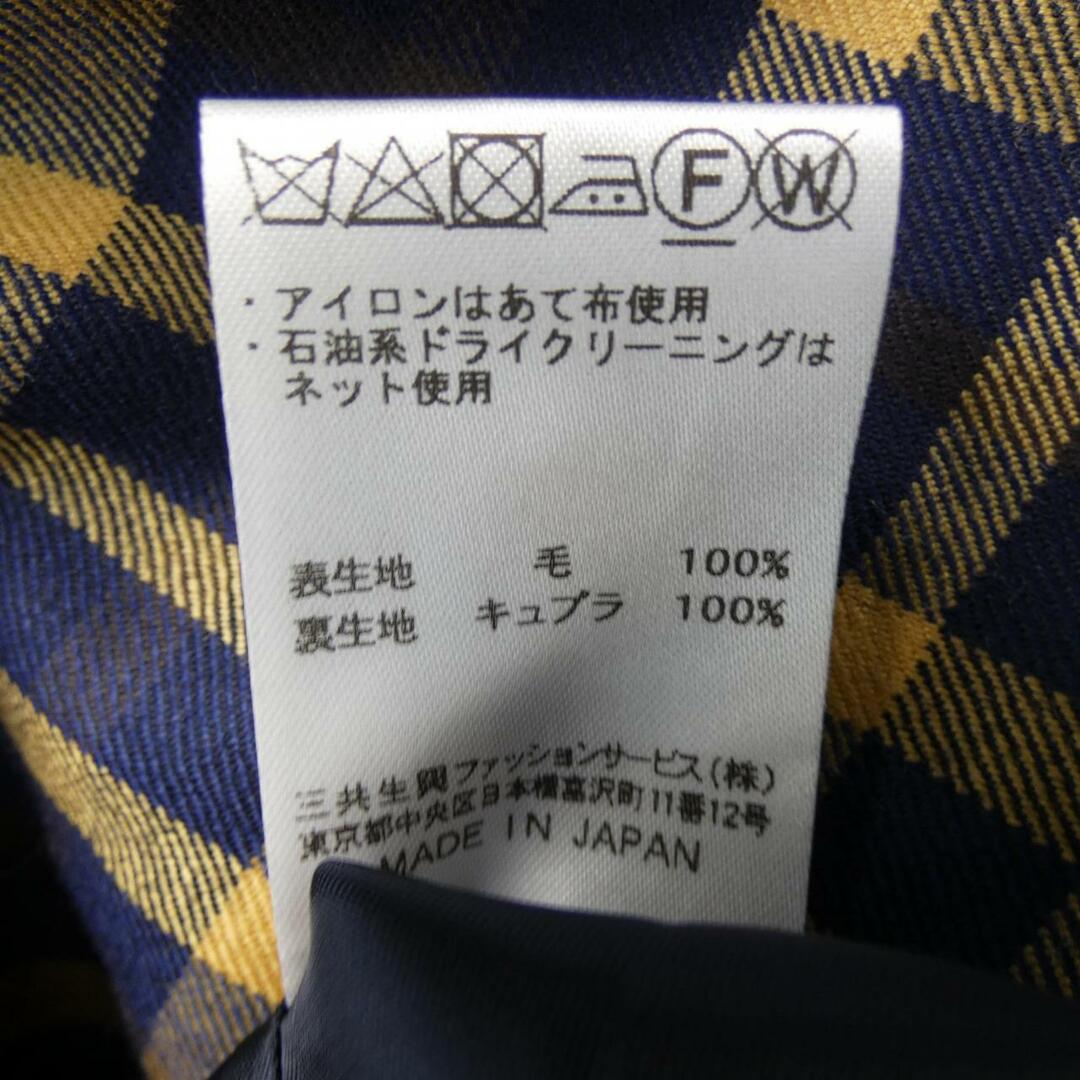 F W
・アイロンはあて布使用
・石油系ドライクリーニングは
ネット使用
表生地 毛 100%
裏生地 キュプラ 100%
三共生興ファッションサービス(株)
東京都中央区日本橋富沢町11番12号
MADE IN JAPAN